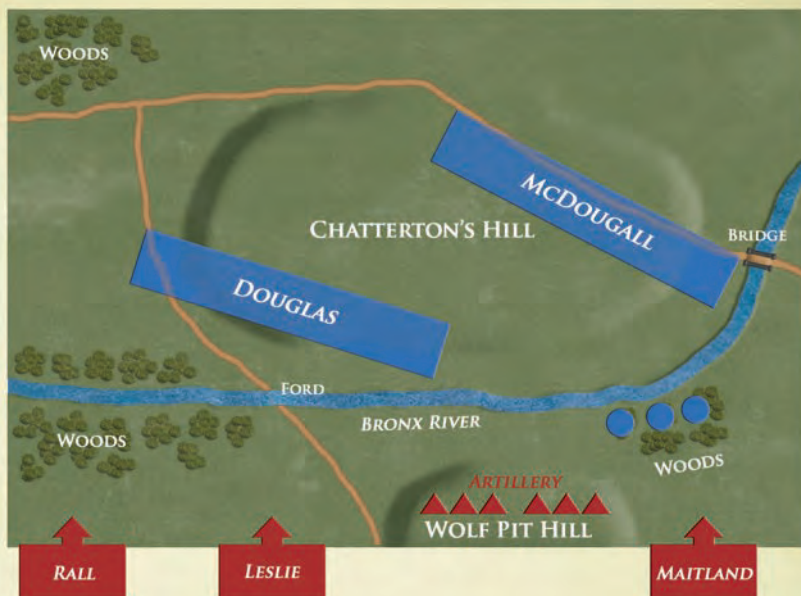 WOODS
MCDOUGALL
CHATTERTON'S HILL
BRIDGE
DOUGLAS
FORD
BRONX RIVER
WOODS
WOODS
ARTILLERY
WOLF PIT HILL
RALL
LESLIE
MAITLAND